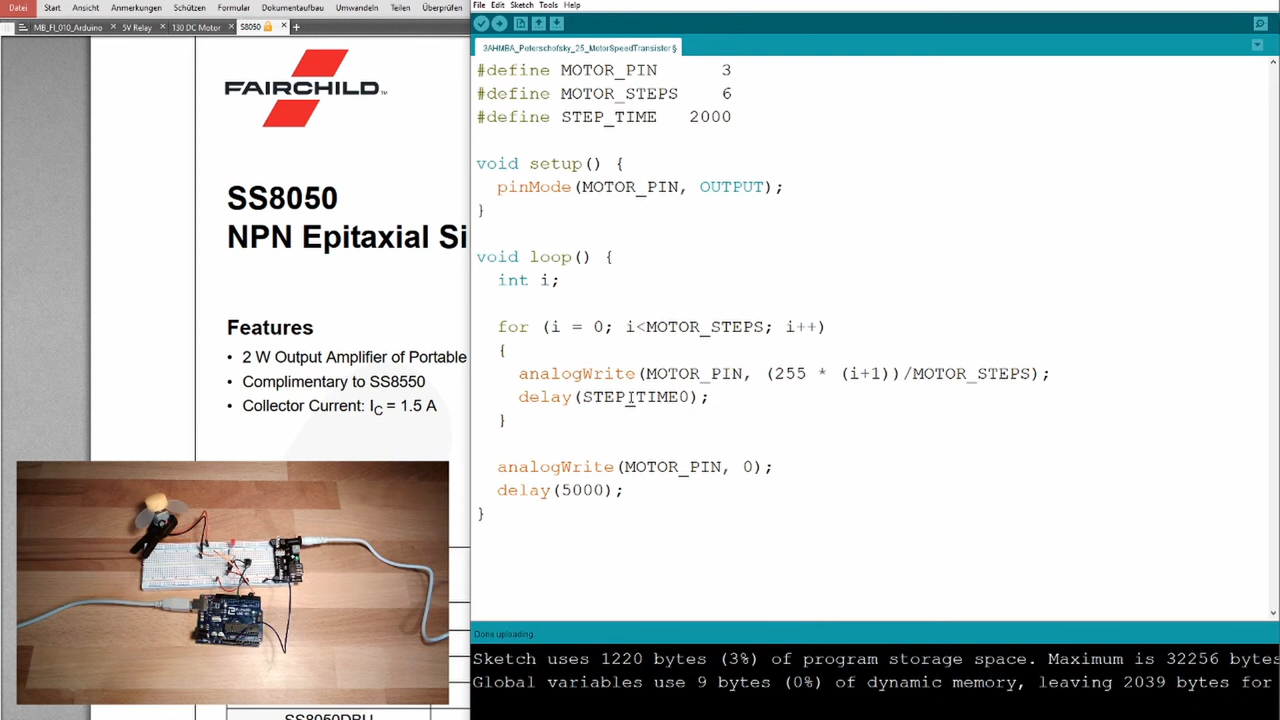 Datei Start Ansicht Anmerkungen Schützen Formular Dokumentaufbau Umwandeln Teilen Überprüfen
MB_FI_010_Arduino 5V Relay 130 DC Motor S8050
FAIRCHILD™
SS8050
NPN Epitaxial Si
Features
• 2 W Output Amplifier of Portable
• Complimentary to SS8550
• Collector Current: IC = 1.5 A
SS8050DBU
File Edit Sketch Tools Help
3AHMBA_Peterschofsky_25_MotorSpeedTransistor §
#define MOTOR_PIN 3
#define MOTOR_STEPS 6
#define STEP_TIME 2000
void setup() {
pinMode(MOTOR_PIN, OUTPUT);
}
void loop() {
int i;
for (i = 0; i<MOTOR_STEPS; i++)
{
analogWrite(MOTOR_PIN, (255 * (i+1))/MOTOR_STEPS);
delay(STEP_TIME0);
}
analogWrite(MOTOR_PIN, 0);
delay(5000);
}
Done uploading.
Sketch uses 1220 bytes (3%) of program storage space. Maximum is 32256 bytes
Global variables use 9 bytes (0%) of dynamic memory, leaving 2039 bytes for